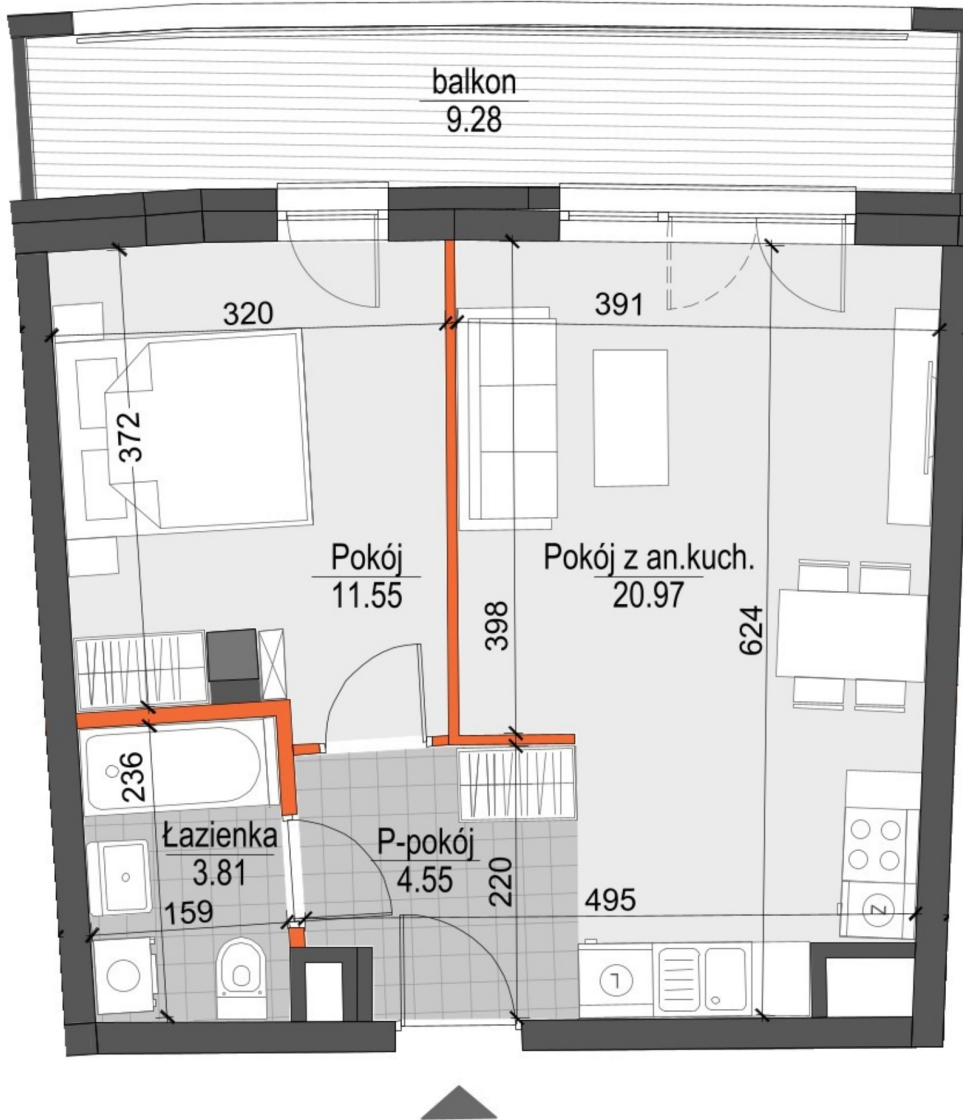 balkon
9.28
320
391
372
Pokój
11.55
Pokój z an.kuch.
20.97
398
624
236
Łazienka
3.81
P-pokój
4.55
220
159
495
Z
L